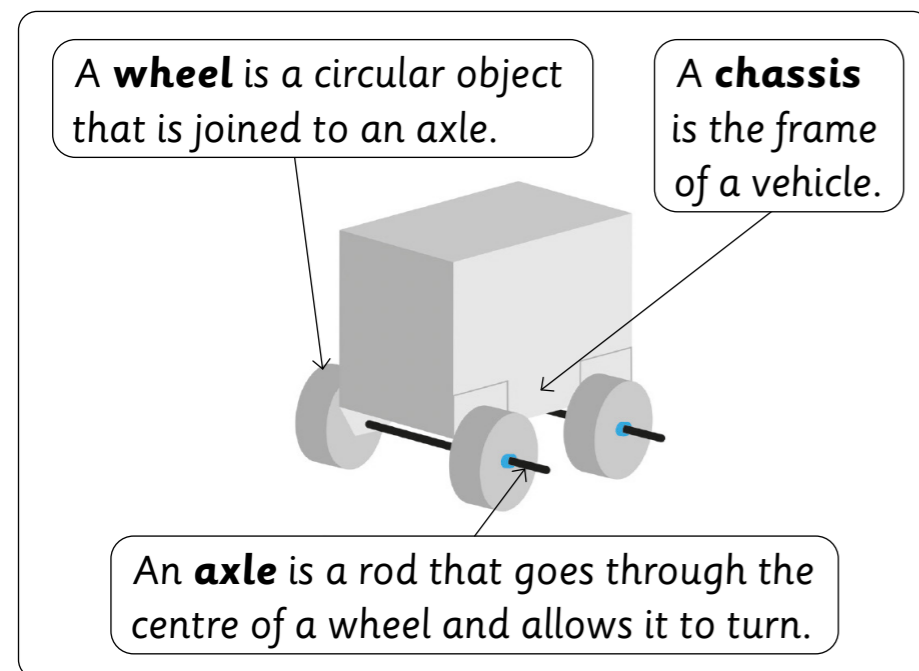 A wheel is a circular object
that is joined to an axle.
A chassis
is the frame
of a vehicle.
An axle is a rod that goes through the
centre of a wheel and allows it to turn.